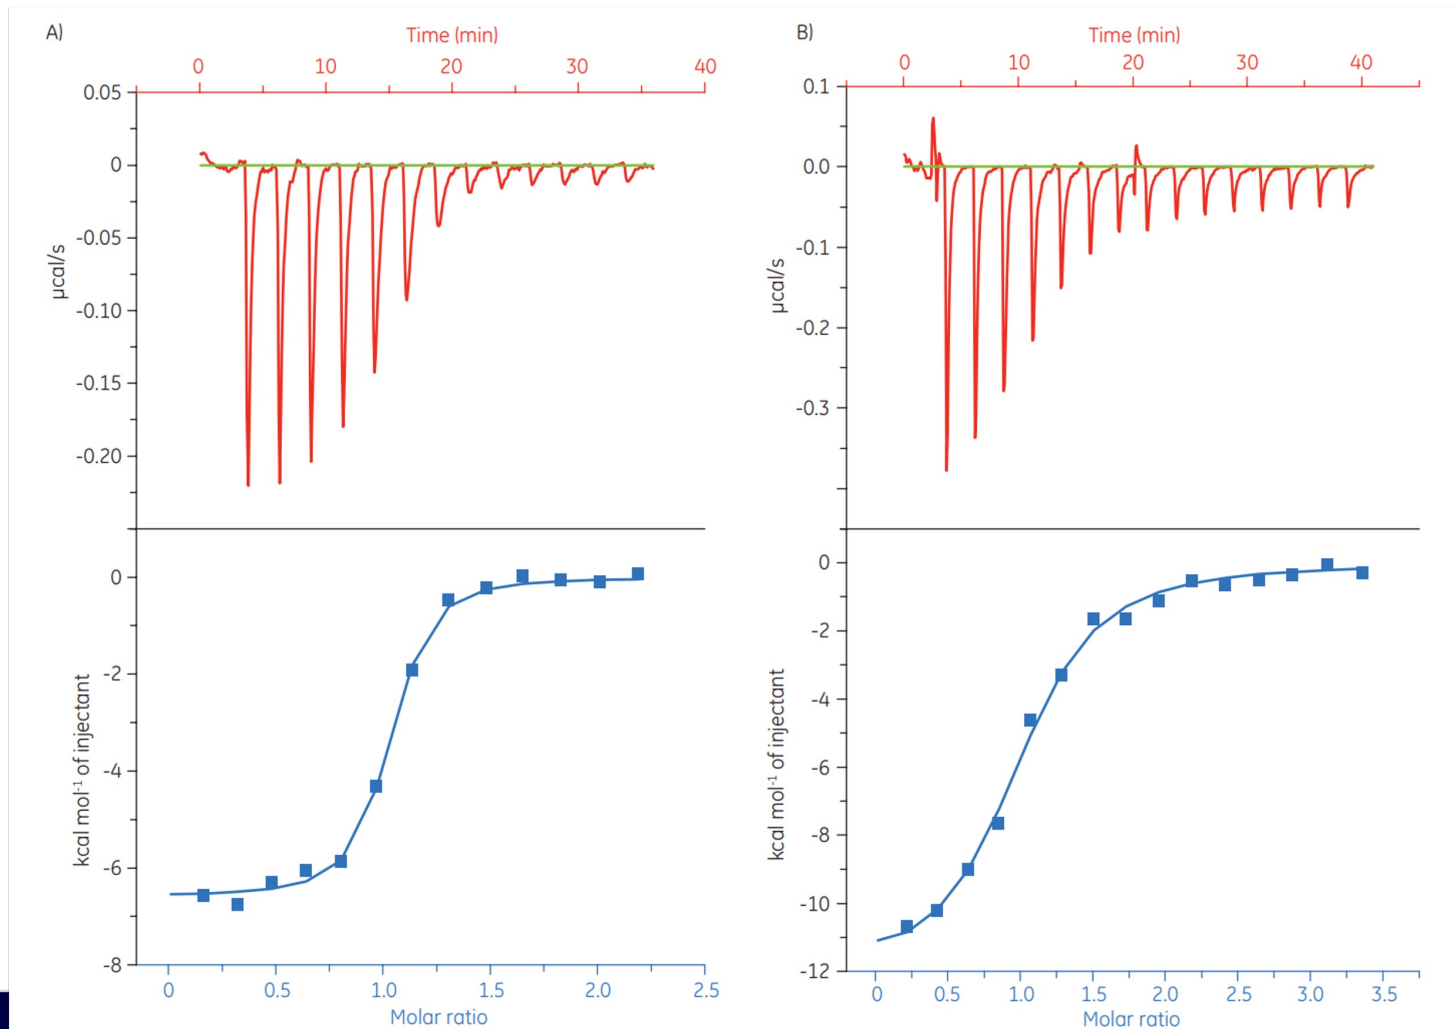 A)
Time (min)
0 10 20 30 40
0.05
0
-0.05
-0.10
-0.15
-0.20
µcal/s
0
-2
-4
-6
-8
kcal mol⁻¹ of injectant
0 0.5 1.0 1.5 2.0 2.5
Molar ratio
B)
Time (min)
0 10 20 30 40
0.1
0.0
-0.1
-0.2
-0.3
µcal/s
0
-2
-4
-6
-8
-10
-12
kcal mol⁻¹ of injectant
0 0.5 1.0 1.5 2.0 2.5 3.0 3.5
Molar ratio